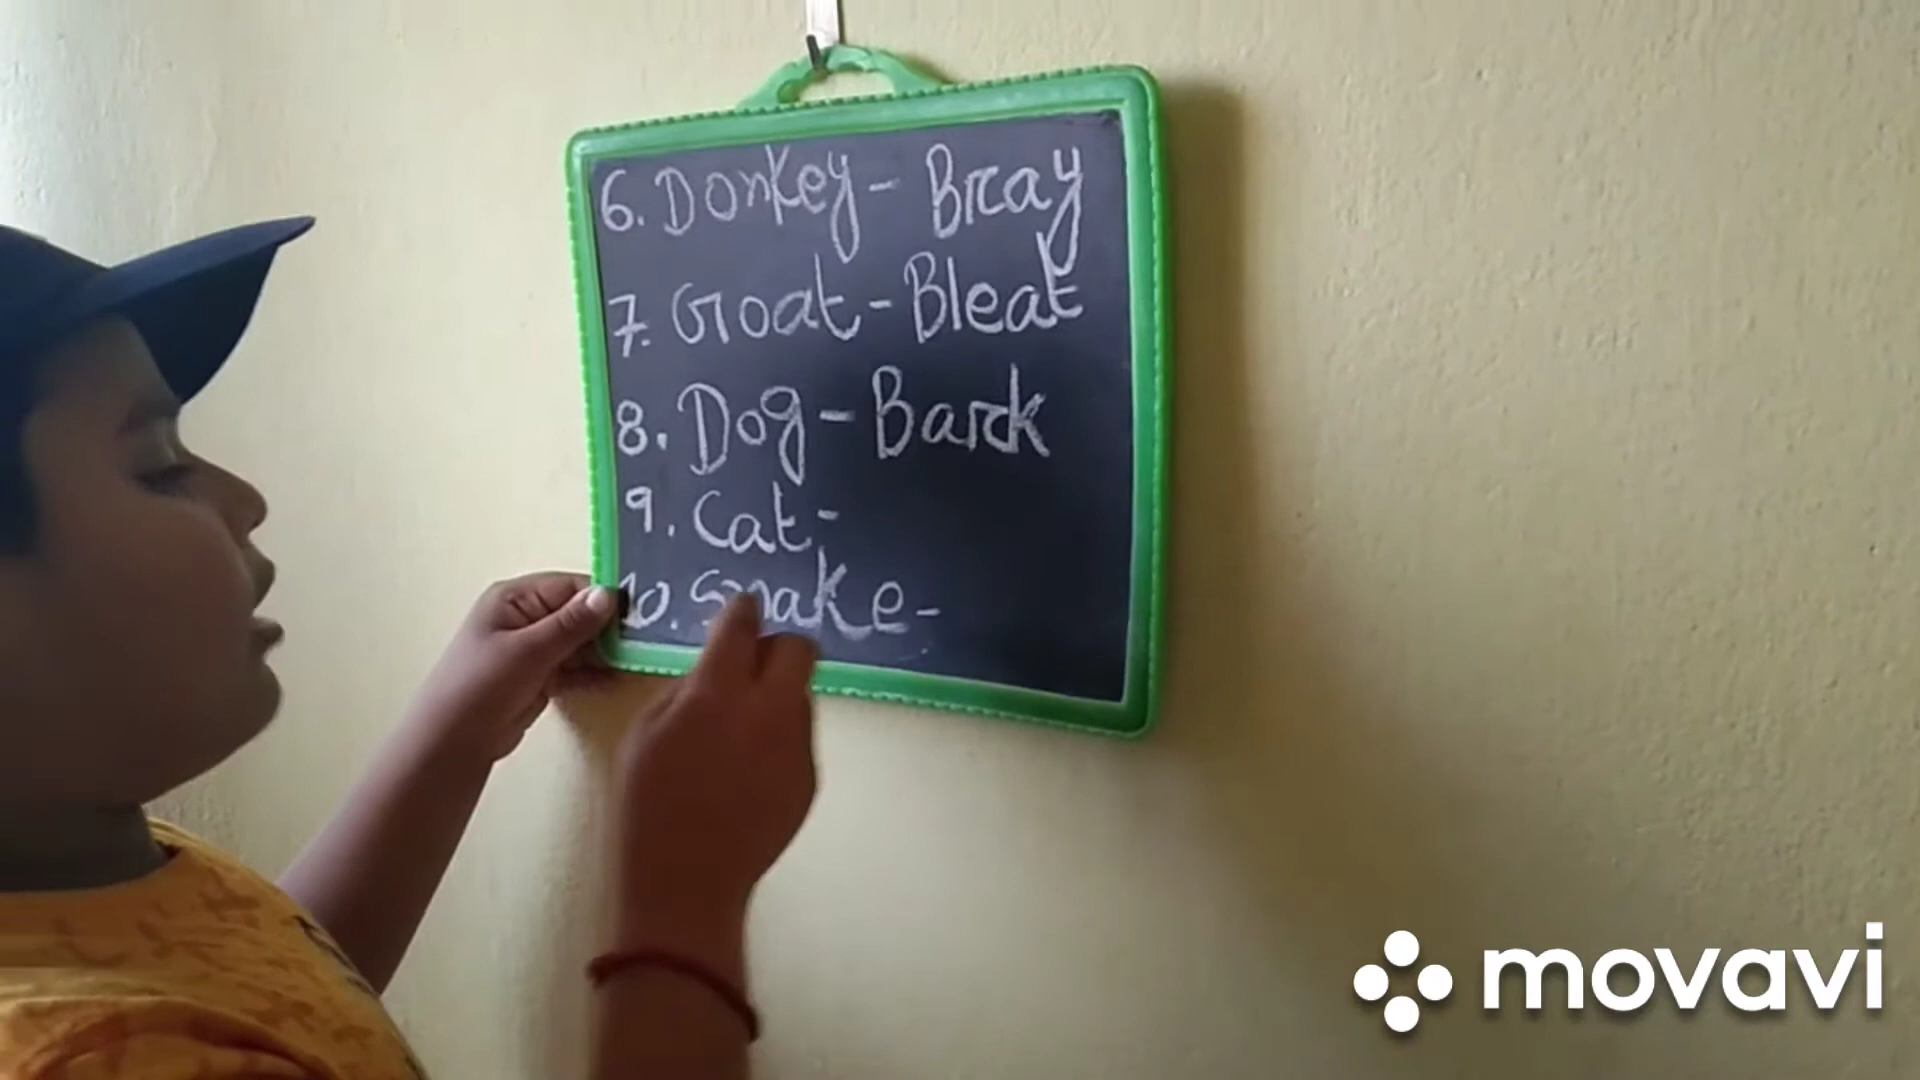 6. Donkey - Bray
7. Goat - Bleat
8. Dog - Bark
9. Cat -
10. Snake -
movavi